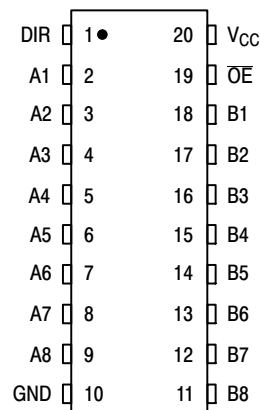 DIR 1 20 V_CC
A1 2 19 O̅E̅
A2 3 18 B1
A3 4 17 B2
A4 5 16 B3
A5 6 15 B4
A6 7 14 B5
A7 8 13 B6
A8 9 12 B7
GND 10 11 B8